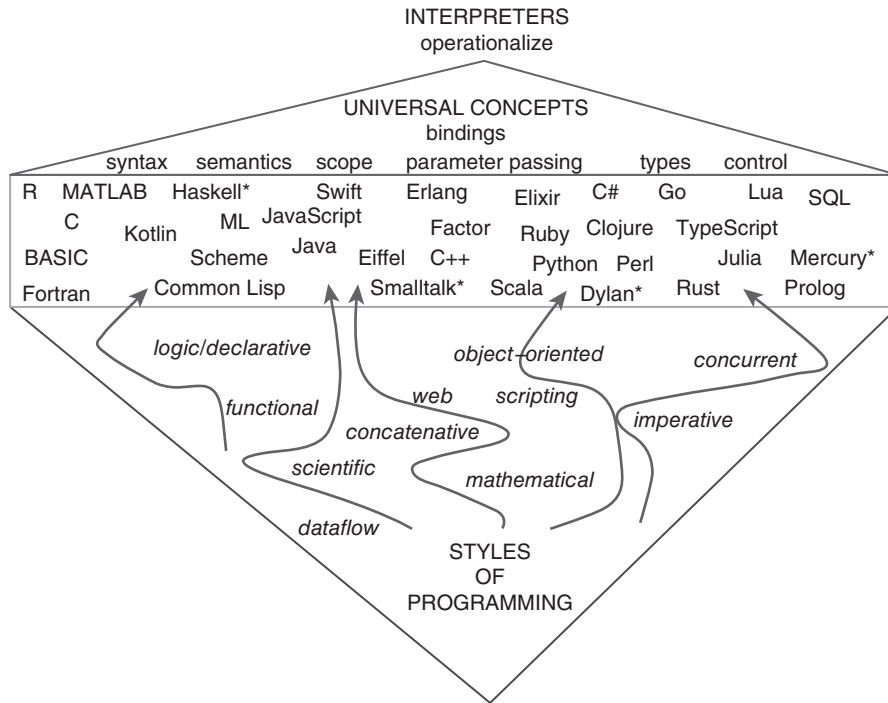 INTERPRETERS
operationalize
UNIVERSAL CONCEPTS
bindings
syntax semantics scope parameter passing types control
R MATLAB Haskell* Swift Erlang Elixir C# Go Lua SQL
C Kotlin ML JavaScript Factor Ruby Clojure TypeScript
BASIC Scheme Java Eiffel C++ Python Perl Julia Mercury*
Fortran Common Lisp Smalltalk* Scala Dylan* Rust Prolog
logic/declarative object-oriented concurrent
functional web scripting imperative
concatenative
scientific mathematical
dataflow
STYLES
OF
PROGRAMMING